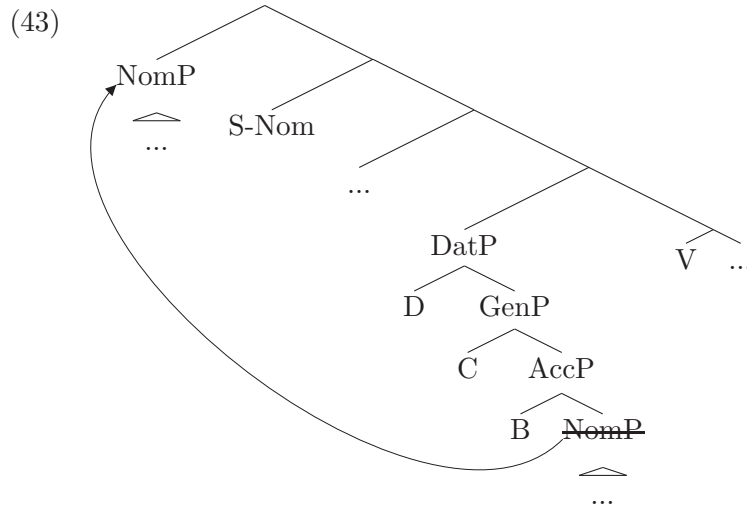 (43)
NomP
...
S-Nom
...
DatP
V ...
D GenP
C AccP
B NomP
...